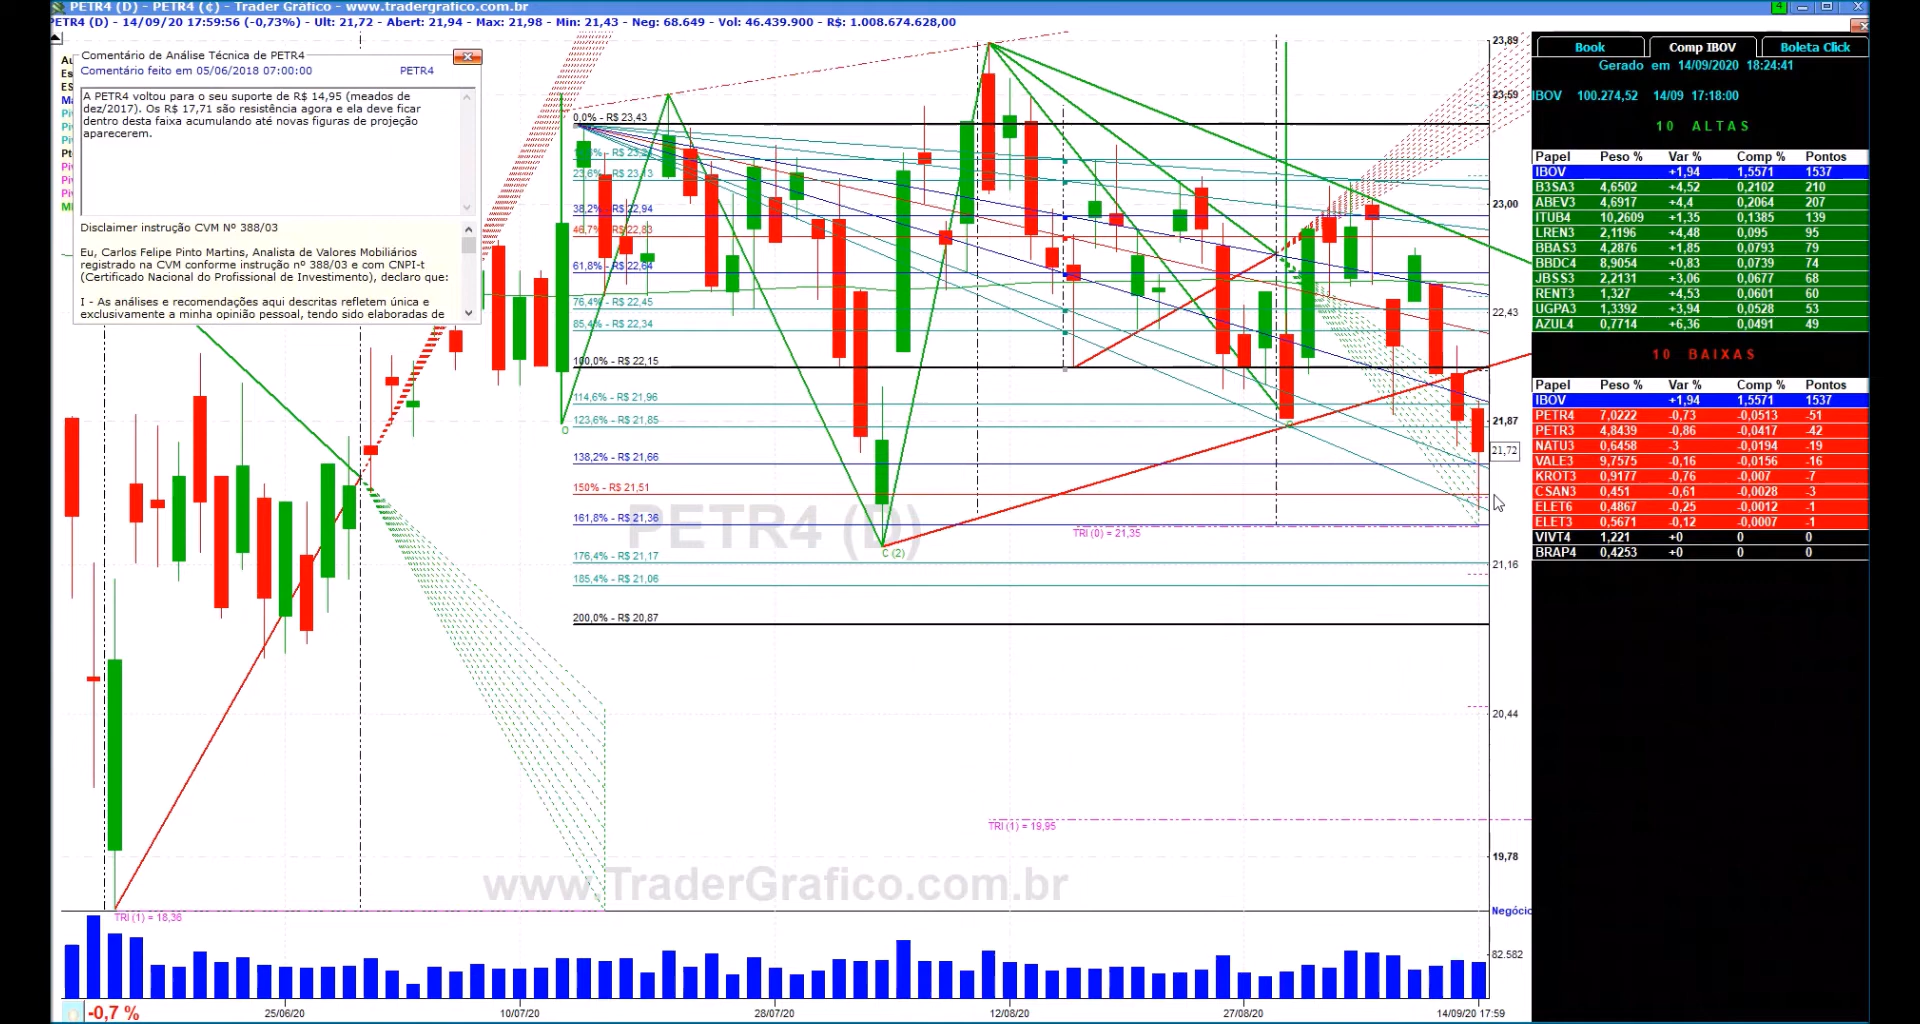 PETR4 (D) - PETR4 (¢) - Trader Gráfico - www.tradergrafico.com.br
PETR4 (D) - 14/09/20 17:59:56 (-0,73%) - Ult: 21,72 - Abert: 21,94 - Max: 21,98 - Min: 21,43 - Neg: 68.649 - Vol: 46.439.900 - R$: 1.008.674.628,00
Comentário de Análise Técnica de PETR4
Comentário feito em 05/06/2018 07:00:00 PETR4
A PETR4 voltou para o seu suporte de R$ 14,95 (meados de
dez/2017). Os R$ 17,71 são resistência agora e ela deve ficar
dentro desta faixa acumulando até novas figuras de projeção
aparecerem.
Disclaimer instrução CVM Nº 388/03
Eu, Carlos Felipe Pinto Martins, Analista de Valores Mobiliários
registrado na CVM conforme instrução nº 388/03 e com CNPI-t
(Certificado Nacional do Profissional de Investimento), declaro que:
I - As análises e recomendações aqui descritas refletem única e
exclusivamente a minha opinião pessoal, tendo sido elaboradas de
0,0% - R$ 23,43
23,6% - R$ 23,13
38,2% - R$ 22,94
46,7% - R$ 22,83
61,8% - R$ 22,64
76,4% - R$ 22,45
85,4% - R$ 22,34
100,0% - R$ 22,15
114,6% - R$ 21,96
123,6% - R$ 21,85
138,2% - R$ 21,66
150% - R$ 21,51
161,8% - R$ 21,36
176,4% - R$ 21,17
185,4% - R$ 21,06
200,0% - R$ 20,87
O
C (2)
PETR4 (D)
TRI (0) = 21,35
TRI (1) = 19,95
TRI (1) = 18,36
www.TraderGrafico.com.br
23,89
23,59
23,00
22,43
21,87
21,72
21,16
20,44
19,78
Negócio
82.582
-0,7 %
25/06/20
10/07/20
28/07/20
12/08/20
27/08/20
14/09/20 17:59
4
Book Comp IBOV Boleta Click
Gerado em 14/09/2020 18:24:41
IBOV 100.274,52 14/09 17:18:00
10 ALTAS
Papel Peso % Var % Comp % Pontos
IBOV +1,94 1,5571 1537
B3SA3 4,6502 +4,52 0,2102 210
ABEV3 4,6917 +4,4 0,2064 207
ITUB4 10,2609 +1,35 0,1385 139
LREN3 2,1196 +4,48 0,095 95
BBAS3 4,2876 +1,85 0,0793 79
BBDC4 8,9054 +0,83 0,0739 74
JBSS3 2,2131 +3,06 0,0677 68
RENT3 1,327 +4,53 0,0601 60
UGPA3 1,3392 +3,94 0,0528 53
AZUL4 0,7714 +6,36 0,0491 49
10 BAIXAS
Papel Peso % Var % Comp % Pontos
IBOV +1,94 1,5571 1537
PETR4 7,0222 -0,73 -0,0513 -51
PETR3 4,8439 -0,86 -0,0417 -42
NATU3 0,6458 -3 -0,0194 -19
VALE3 9,7575 -0,16 -0,0156 -16
KROT3 0,9177 -0,76 -0,007 -7
CSAN3 0,451 -0,61 -0,0028 -3
ELET6 0,4867 -0,25 -0,0012 -1
ELET3 0,5671 -0,12 -0,0007 -1
VIVT4 1,221 +0 0 0
BRAP4 0,4253 +0 0 0